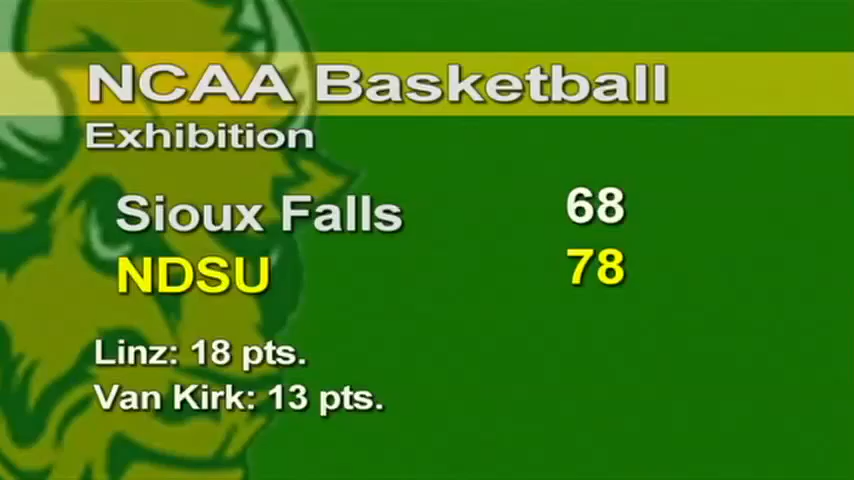 NCAA Basketball
Exhibition
Sioux Falls 68
NDSU 78
Linz: 18 pts.
Van Kirk: 13 pts.